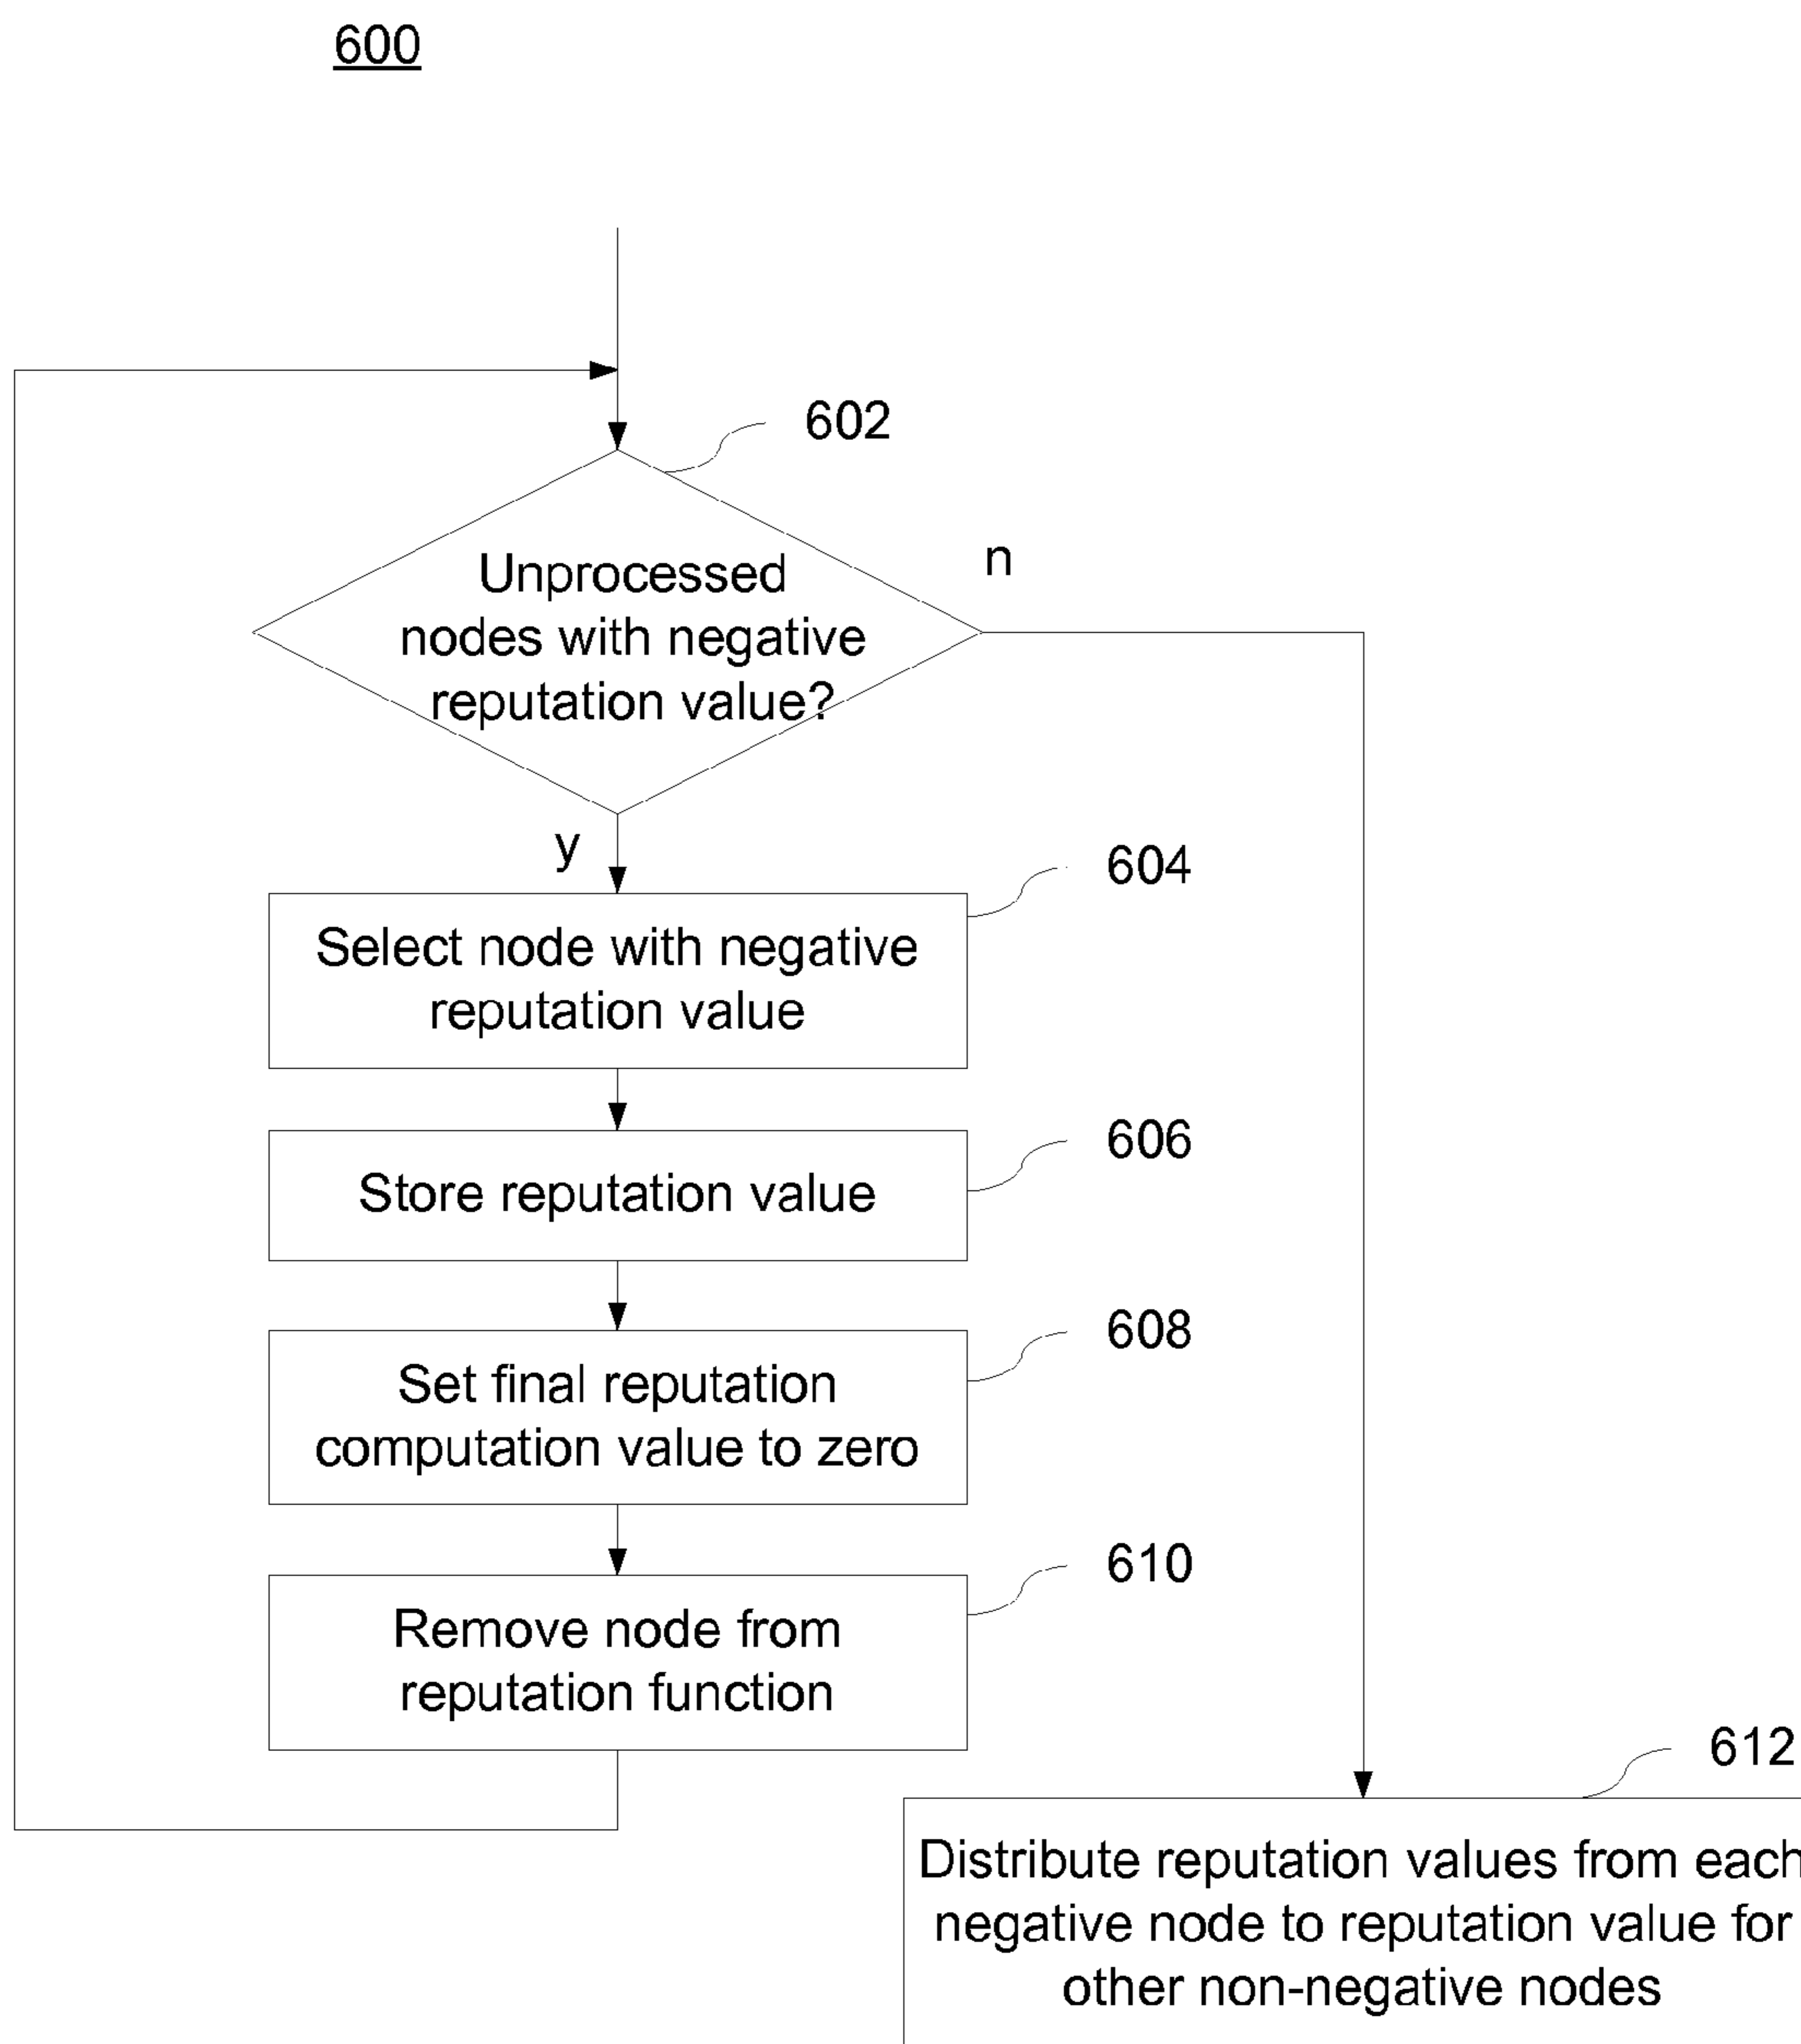 600
602
Unprocessed
nodes with negative
reputation value?
n
y
604
Select node with negative
reputation value
606
Store reputation value
608
Set final reputation
computation value to zero
610
Remove node from
reputation function
612
Distribute reputation values from each
negative node to reputation value for
other non-negative nodes